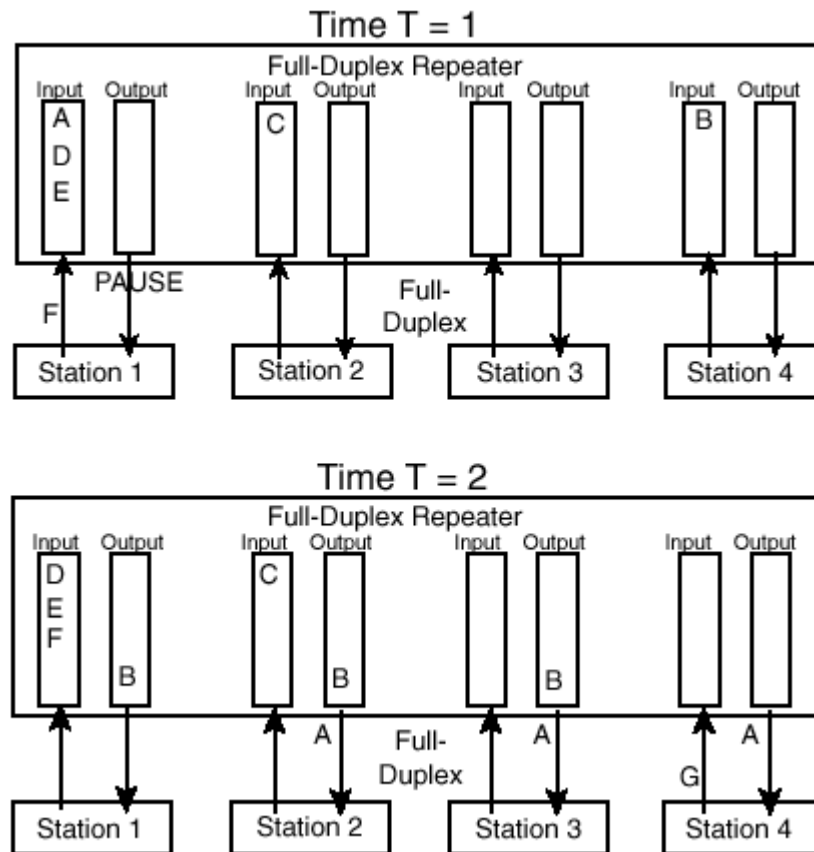 Time T = 1
Full-Duplex Repeater
Input Output Input Output Input Output Input Output
A C B
D
E
PAUSE
F Full-
Duplex
Station 1 Station 2 Station 3 Station 4
Time T = 2
Full-Duplex Repeater
Input Output Input Output Input Output Input Output
D C
E
F
B B B
A Full- A A
Duplex G
Station 1 Station 2 Station 3 Station 4